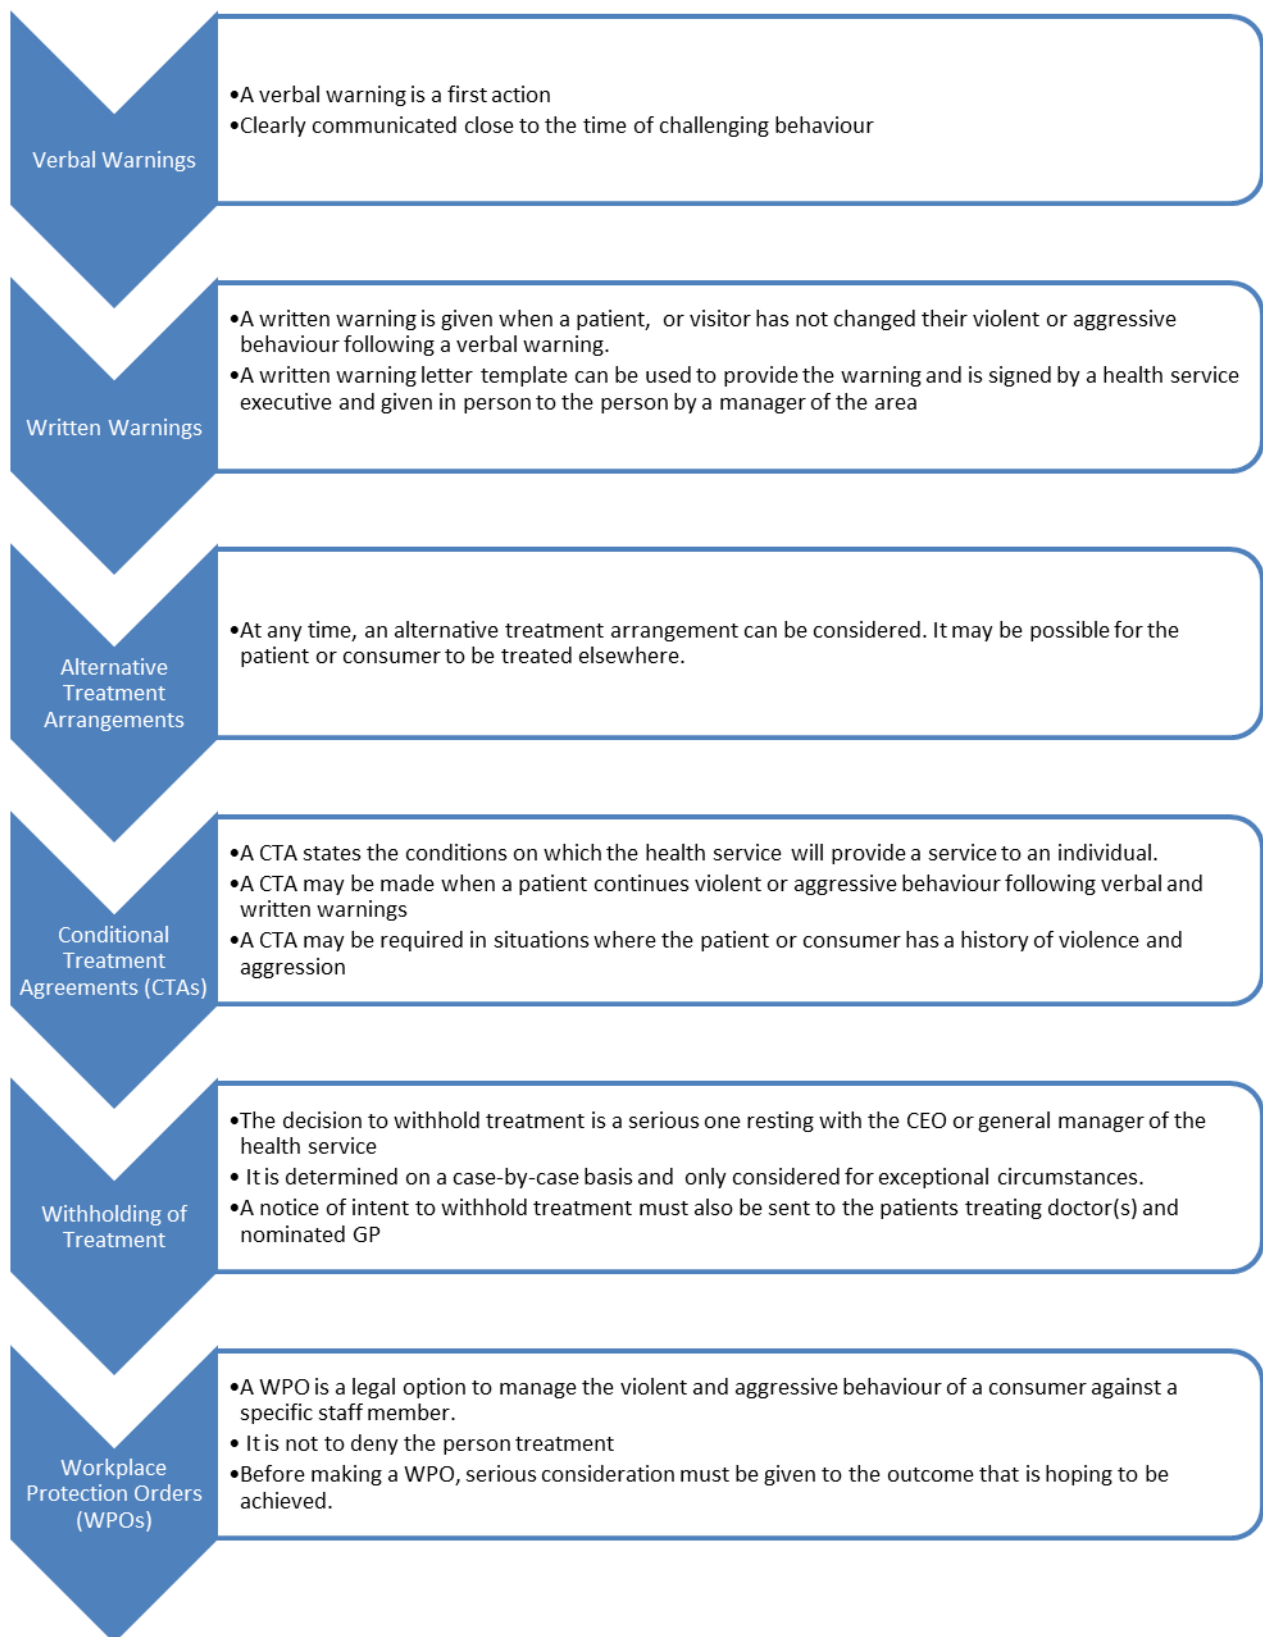 Verbal Warnings
•A verbal warning is a first action
•Clearly communicated close to the time of challenging behaviour
Written Warnings
•A written warning is given when a patient,  or visitor has not changed their violent or aggressive
behaviour following a verbal warning.
•A written warning letter template can be used to provide the warning and is signed by a health service
executive and given in person to the person by a manager of the area
Alternative
Treatment
Arrangements
•At any time, an alternative treatment arrangement can be considered. It may be possible for the
patient or consumer to be treated elsewhere.
Conditional
Treatment
Agreements (CTAs)
•A CTA states the conditions on which the health service  will provide a service to an individual.
•A CTA may be made when a patient continues violent or aggressive behaviour following verbal and
written warnings
•A CTA may be required in situations where the patient or consumer has a history of violence and
aggression
Withholding of
Treatment
•The decision to withhold treatment is a serious one resting with the CEO or general manager of the
health service
• It is determined on a case-by-case basis and  only considered for exceptional circumstances.
•A notice of intent to withhold treatment must also be sent to the patients treating doctor(s) and
nominated GP
Workplace
Protection Orders
(WPOs)
•A WPO is a legal option to manage the violent and aggressive behaviour of a consumer against a
specific staff member.
• It is not to deny the person treatment
•Before making a WPO, serious consideration must be given to the outcome that is hoping to be
achieved.